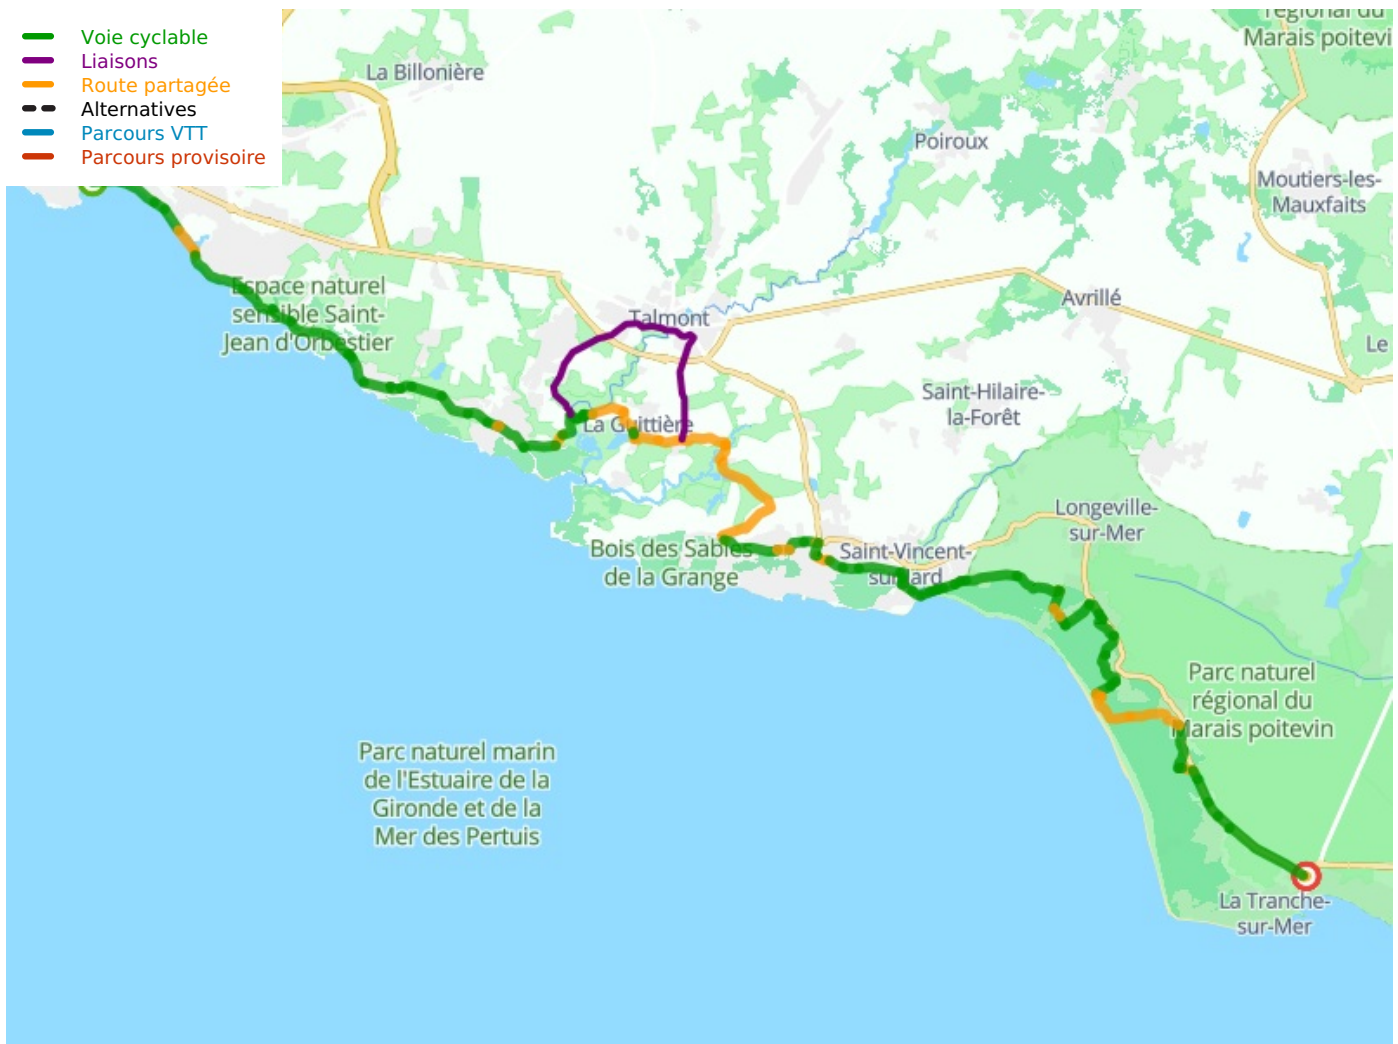 Voie cyclable
Liaisons
Route partagée
Alternatives
Parcours VTT
Parcours provisoire
régional du
Marais poitevi
La Billonière
Poiroux
Moutiers-les-
Mauxfaits
Espace naturel
sensible Saint-
Jean d'Orbestier
Talmont
Avrillé
Le
Saint-Hilaire-
la-Forêt
La Guittière
Longeville-
sur-Mer
Bois des Sables
de la Grange
Saint-Vincent-
sur-Jard
Parc naturel
régional du
Marais poitevin
Parc naturel marin
de l'Estuaire de la
Gironde et de la
Mer des Pertuis
La Tranche-
sur-Mer